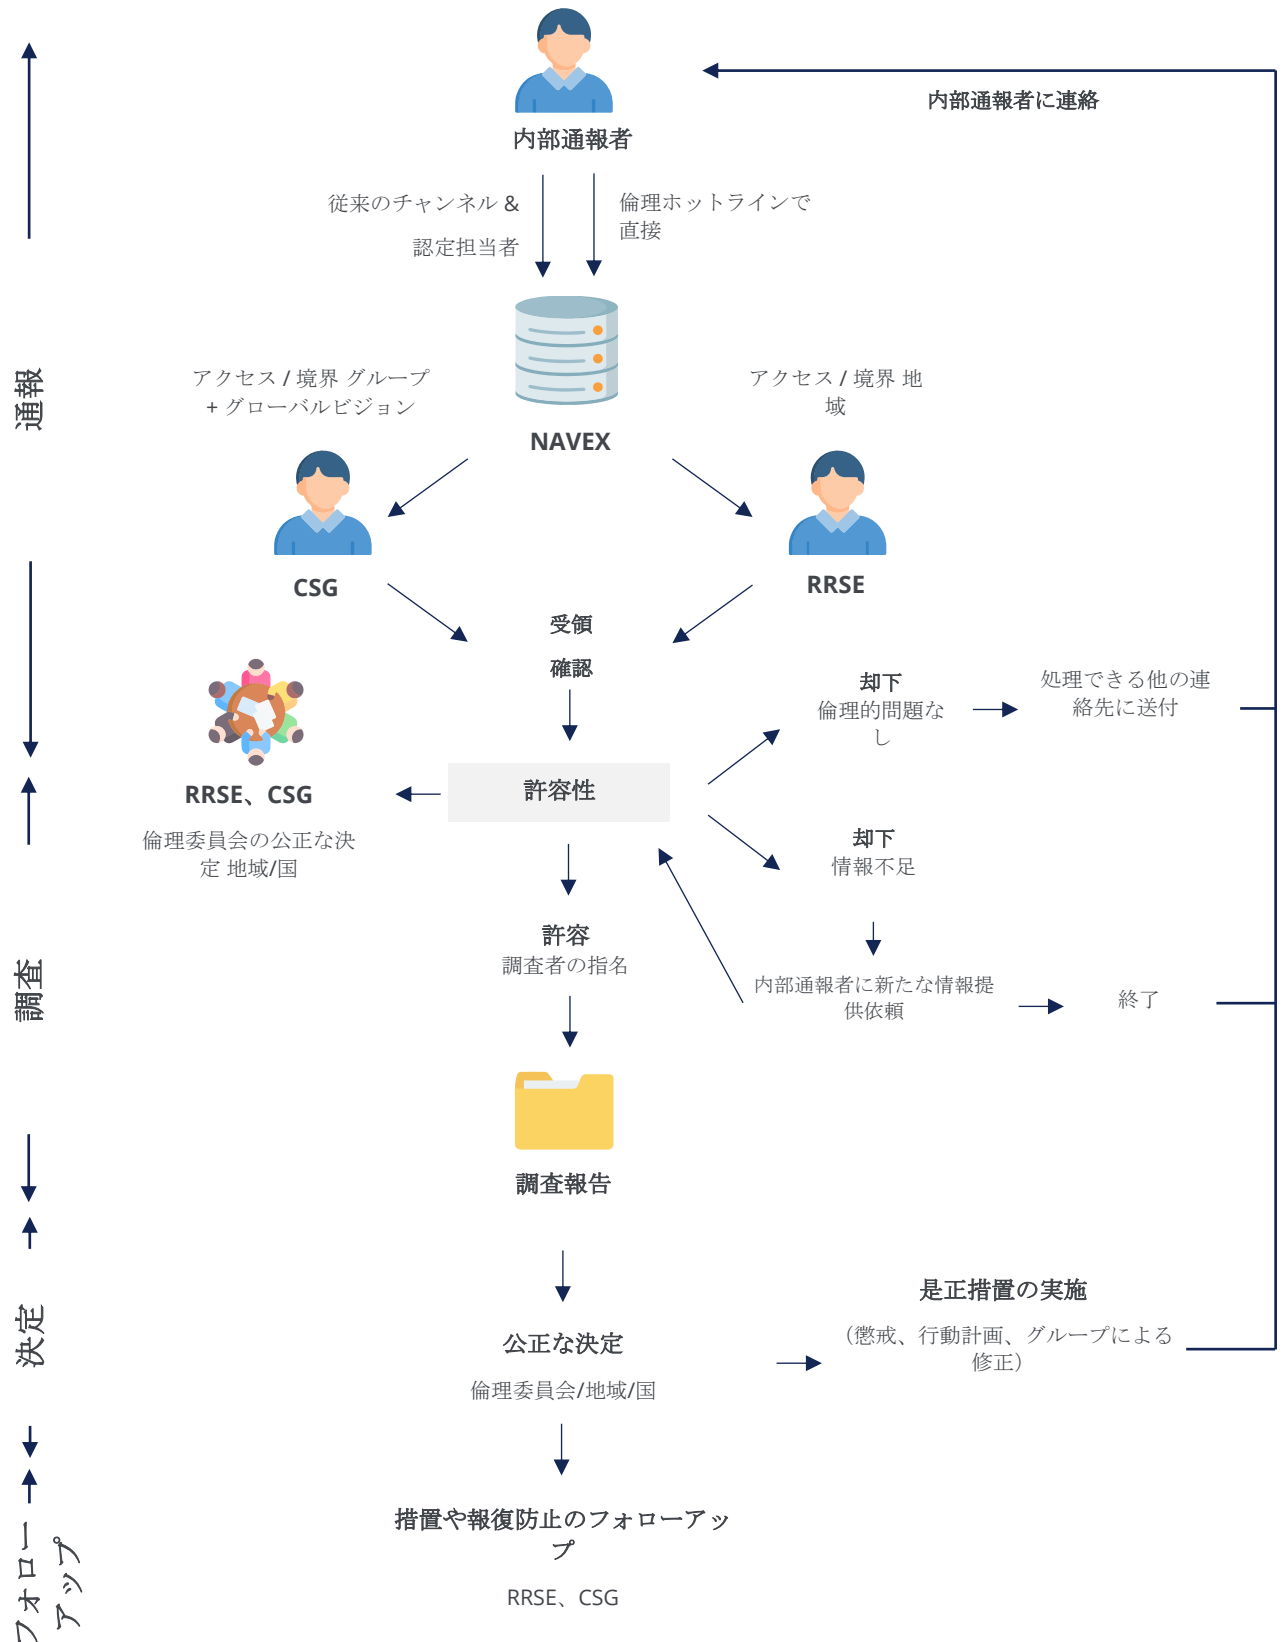 内部通報者に連絡
内部通報者
従来のチャンネル &
認定担当者
倫理ホットラインで
直接
通報
アクセス / 境界 グループ
+ グローバルビジョン
アクセス / 境界 地
域
NAVEX
CSG
RRSE
受領
確認
却下
倫理的問題な
し
処理できる他の連
絡先に送付
許容性
RRSE、CSG
倫理委員会の公正な決
定 地域/国
却下
情報不足
調査
許容
調査者の指名
内部通報者に新たな情報提
供依頼
終了
調査報告
決定
公正な決定
倫理委員会/地域/国
是正措置の実施
（懲戒、行動計画、グループによる
修正）
フォロー
アップ
措置や報復防止のフォローアッ
プ
RRSE、CSG